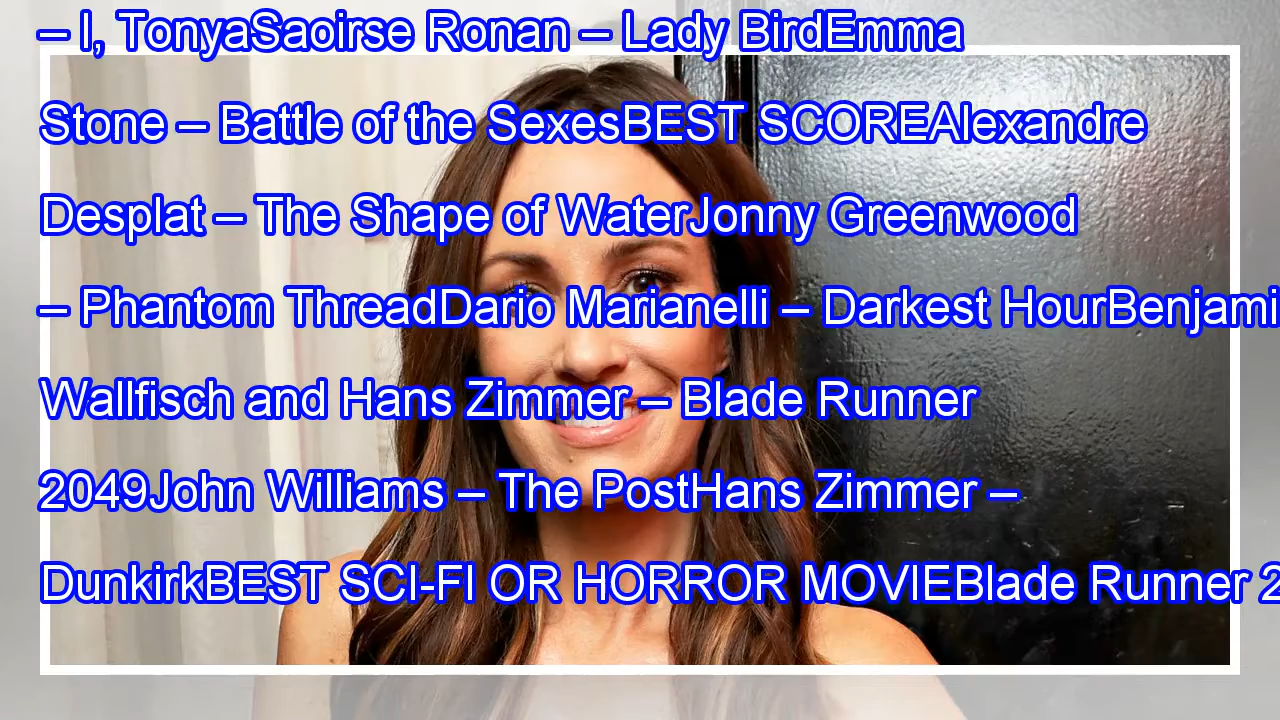 – I, TonyaSaoirse Ronan – Lady BirdEmma
Stone – Battle of the SexesBEST SCOREAlexandre
Desplat – The Shape of WaterJonny Greenwood
– Phantom ThreadDario Marianelli – Darkest HourBenjami
Wallfisch and Hans Zimmer – Blade Runner
2049John Williams – The PostHans Zimmer –
DunkirkBEST SCI-FI OR HORROR MOVIEBlade Runner 2